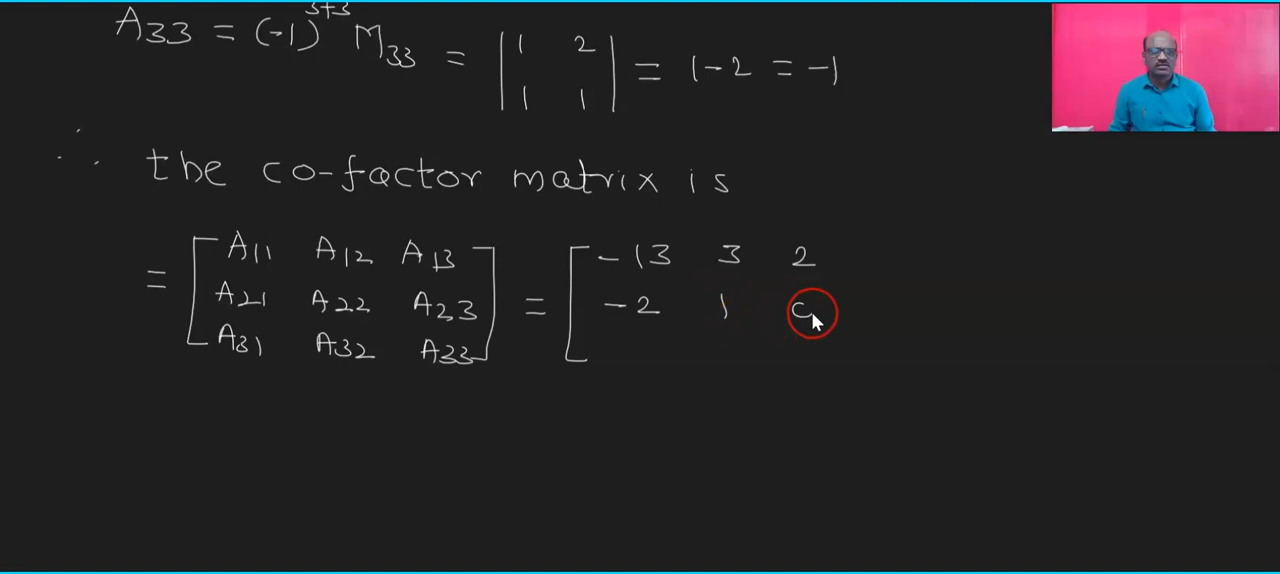 A33 = (-1)^3+3 M33 = | 1 2 | = 1-2 = -1
| 1 1 |
∴ the co-factor matrix is
= [ A11 A12 A13 ] = [ -13 3 2
A21 A22 A23 -2 1
A31 A32 A33